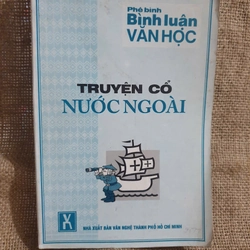 Phê bình
Bình luận
VĂN HỌC
TRUYỆN CỔ
NƯỚC NGOÀI
NHÀ XUẤT BẢN VĂN NGHỆ THÀNH PHỐ HỒ CHÍ MINH